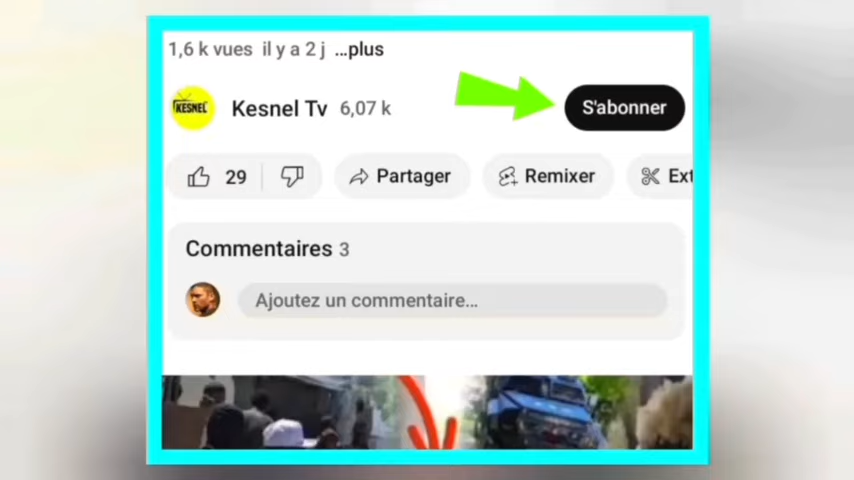 1,6 k vues il y a 2 j ...plus
KESNEL
Kesnel Tv 6,07 k
S'abonner
29
Partager
Remixer
Ext
Commentaires 3
Ajoutez un commentaire...